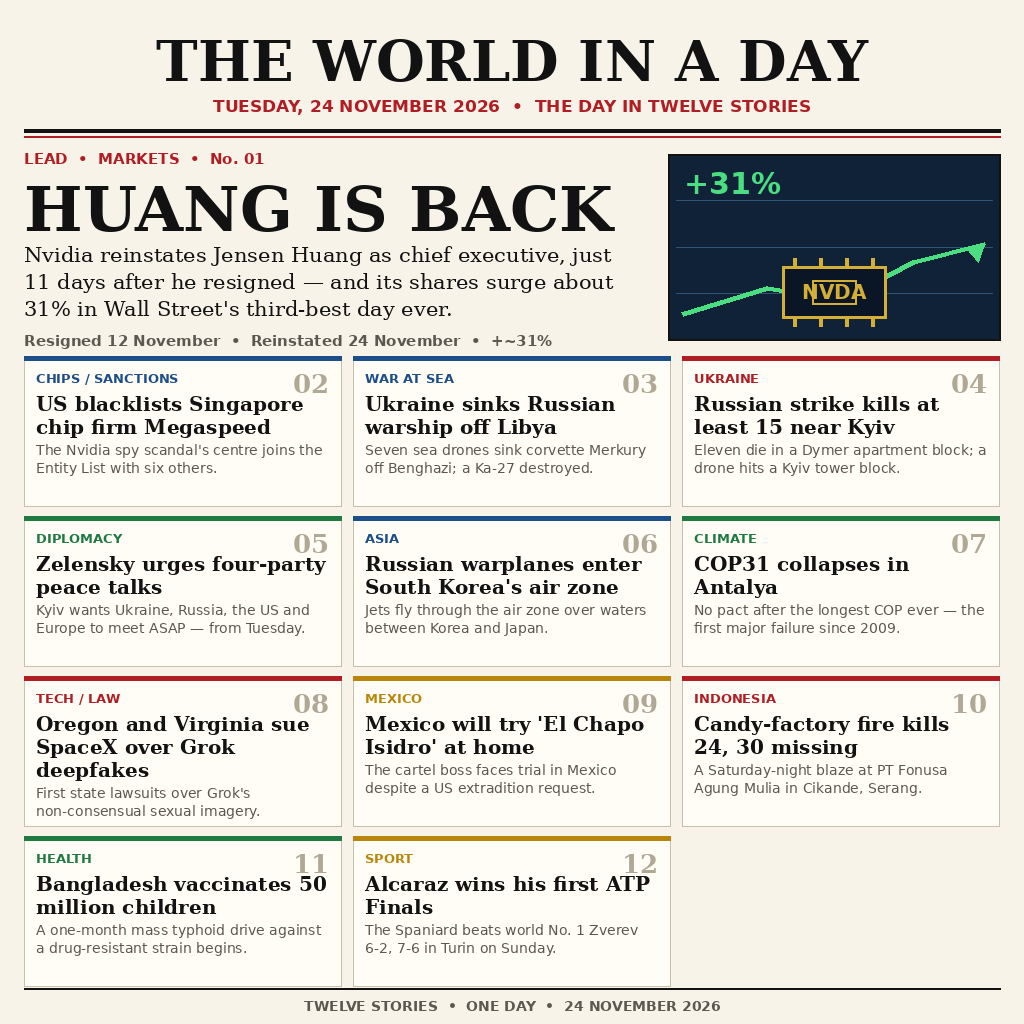 THE WORLD IN A DAY
TUESDAY, 24 NOVEMBER 2026 • THE DAY IN TWELVE STORIES
LEAD • MARKETS • No. 01
HUANG IS BACK
Nvidia reinstates Jensen Huang as chief executive, just
11 days after he resigned — and its shares surge about
31% in Wall Street's third-best day ever.
Resigned 12 November • Reinstated 24 November • +~31%
+31%
NVDA
CHIPS / SANCTIONS
02
US blacklists Singapore
chip firm Megaspeed
The Nvidia spy scandal's centre joins the
Entity List with six others.
WAR AT SEA
03
Ukraine sinks Russian
warship off Libya
Seven sea drones sink corvette Merkury
off Benghazi; a Ka-27 destroyed.
UKRAINE
04
Russian strike kills at
least 15 near Kyiv
Eleven die in a Dymer apartment block; a
drone hits a Kyiv tower block.
DIPLOMACY
05
Zelensky urges four-party
peace talks
Kyiv wants Ukraine, Russia, the US and
Europe to meet ASAP — from Tuesday.
ASIA
06
Russian warplanes enter
South Korea's air zone
Jets fly through the air zone over waters
between Korea and Japan.
CLIMATE
07
COP31 collapses in
Antalya
No pact after the longest COP ever — the
first major failure since 2009.
TECH / LAW
08
Oregon and Virginia sue
SpaceX over Grok
deepfakes
First state lawsuits over Grok's
non-consensual sexual imagery.
MEXICO
09
Mexico will try 'El Chapo
Isidro' at home
The cartel boss faces trial in Mexico
despite a US extradition request.
INDONESIA
10
Candy-factory fire kills
24, 30 missing
A Saturday-night blaze at PT Fonusa
Agung Mulia in Cikande, Serang.
HEALTH
11
Bangladesh vaccinates 50
million children
A one-month mass typhoid drive against
a drug-resistant strain begins.
SPORT
12
Alcaraz wins his first ATP
Finals
The Spaniard beats world No. 1 Zverev
6-2, 7-6 in Turin on Sunday.
TWELVE STORIES • ONE DAY • 24 NOVEMBER 2026